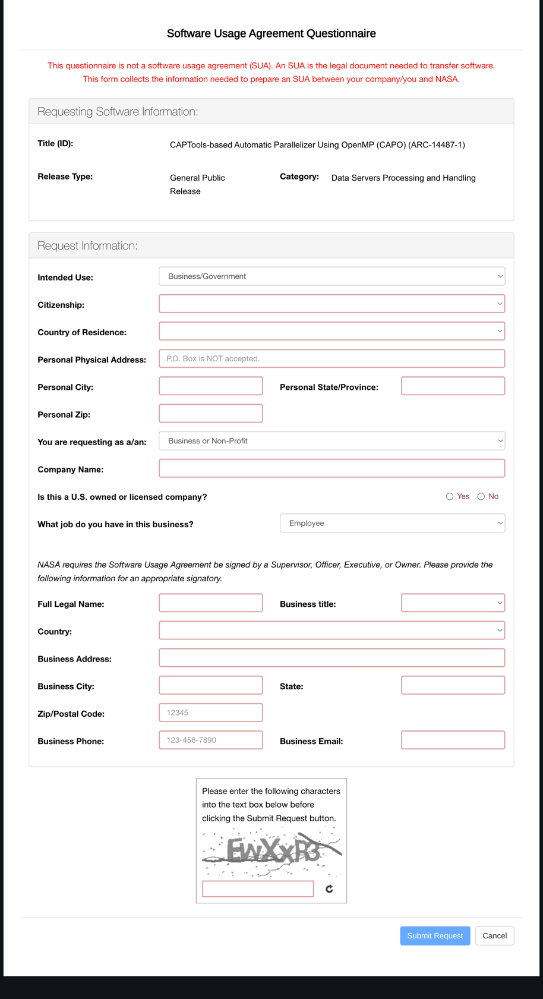 Software Usage Agreement Questionnaire
This questionnaire is not a software usage agreement (SUA). An SUA is the legal document needed to transfer software.
This form collects the information needed to prepare an SUA between your company/you and NASA.
Requesting Software Information:
Title (ID): CAPTools-based Automatic Parallelizer Using OpenMP (CAPO) (ARC-14487-1)
Release Type: General Public Category: Data Servers Processing and Handling
Release
Request Information:
Intended Use: Business/Government
Citizenship:
Country of Residence:
Personal Physical Address: P.O. Box is NOT accepted.
Personal City: Personal State/Province:
Personal Zip:
You are requesting as a/an: Business or Non-Profit
Company Name:
Is this a U.S. owned or licensed company? Yes No
What job do you have in this business? Employee
NASA requires the Software Usage Agreement be signed by a Supervisor, Officer, Executive, or Owner. Please provide the
following information for an appropriate signatory.
Full Legal Name: Business title:
Country:
Business Address:
Business City: State:
Zip/Postal Code: 12345
Business Phone: 123-456-7890 Business Email:
Please enter the following characters
into the text box below before
clicking the Submit Request button.
Submit Request Cancel